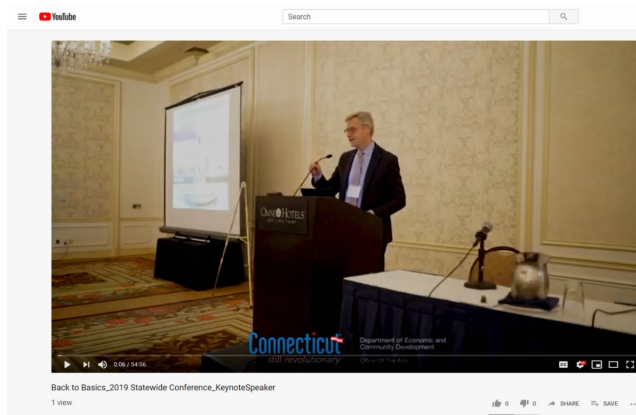 YouTube
Search
OMNI HOTELS
Connecticut
still revolutionary
Department of Economic and
Community Development
Office Of The Arts
0:06 / 54:56
CC
Back to Basics_2019 Statewide Conference_KeynoteSpeaker
1 view
0
0
SHARE
SAVE